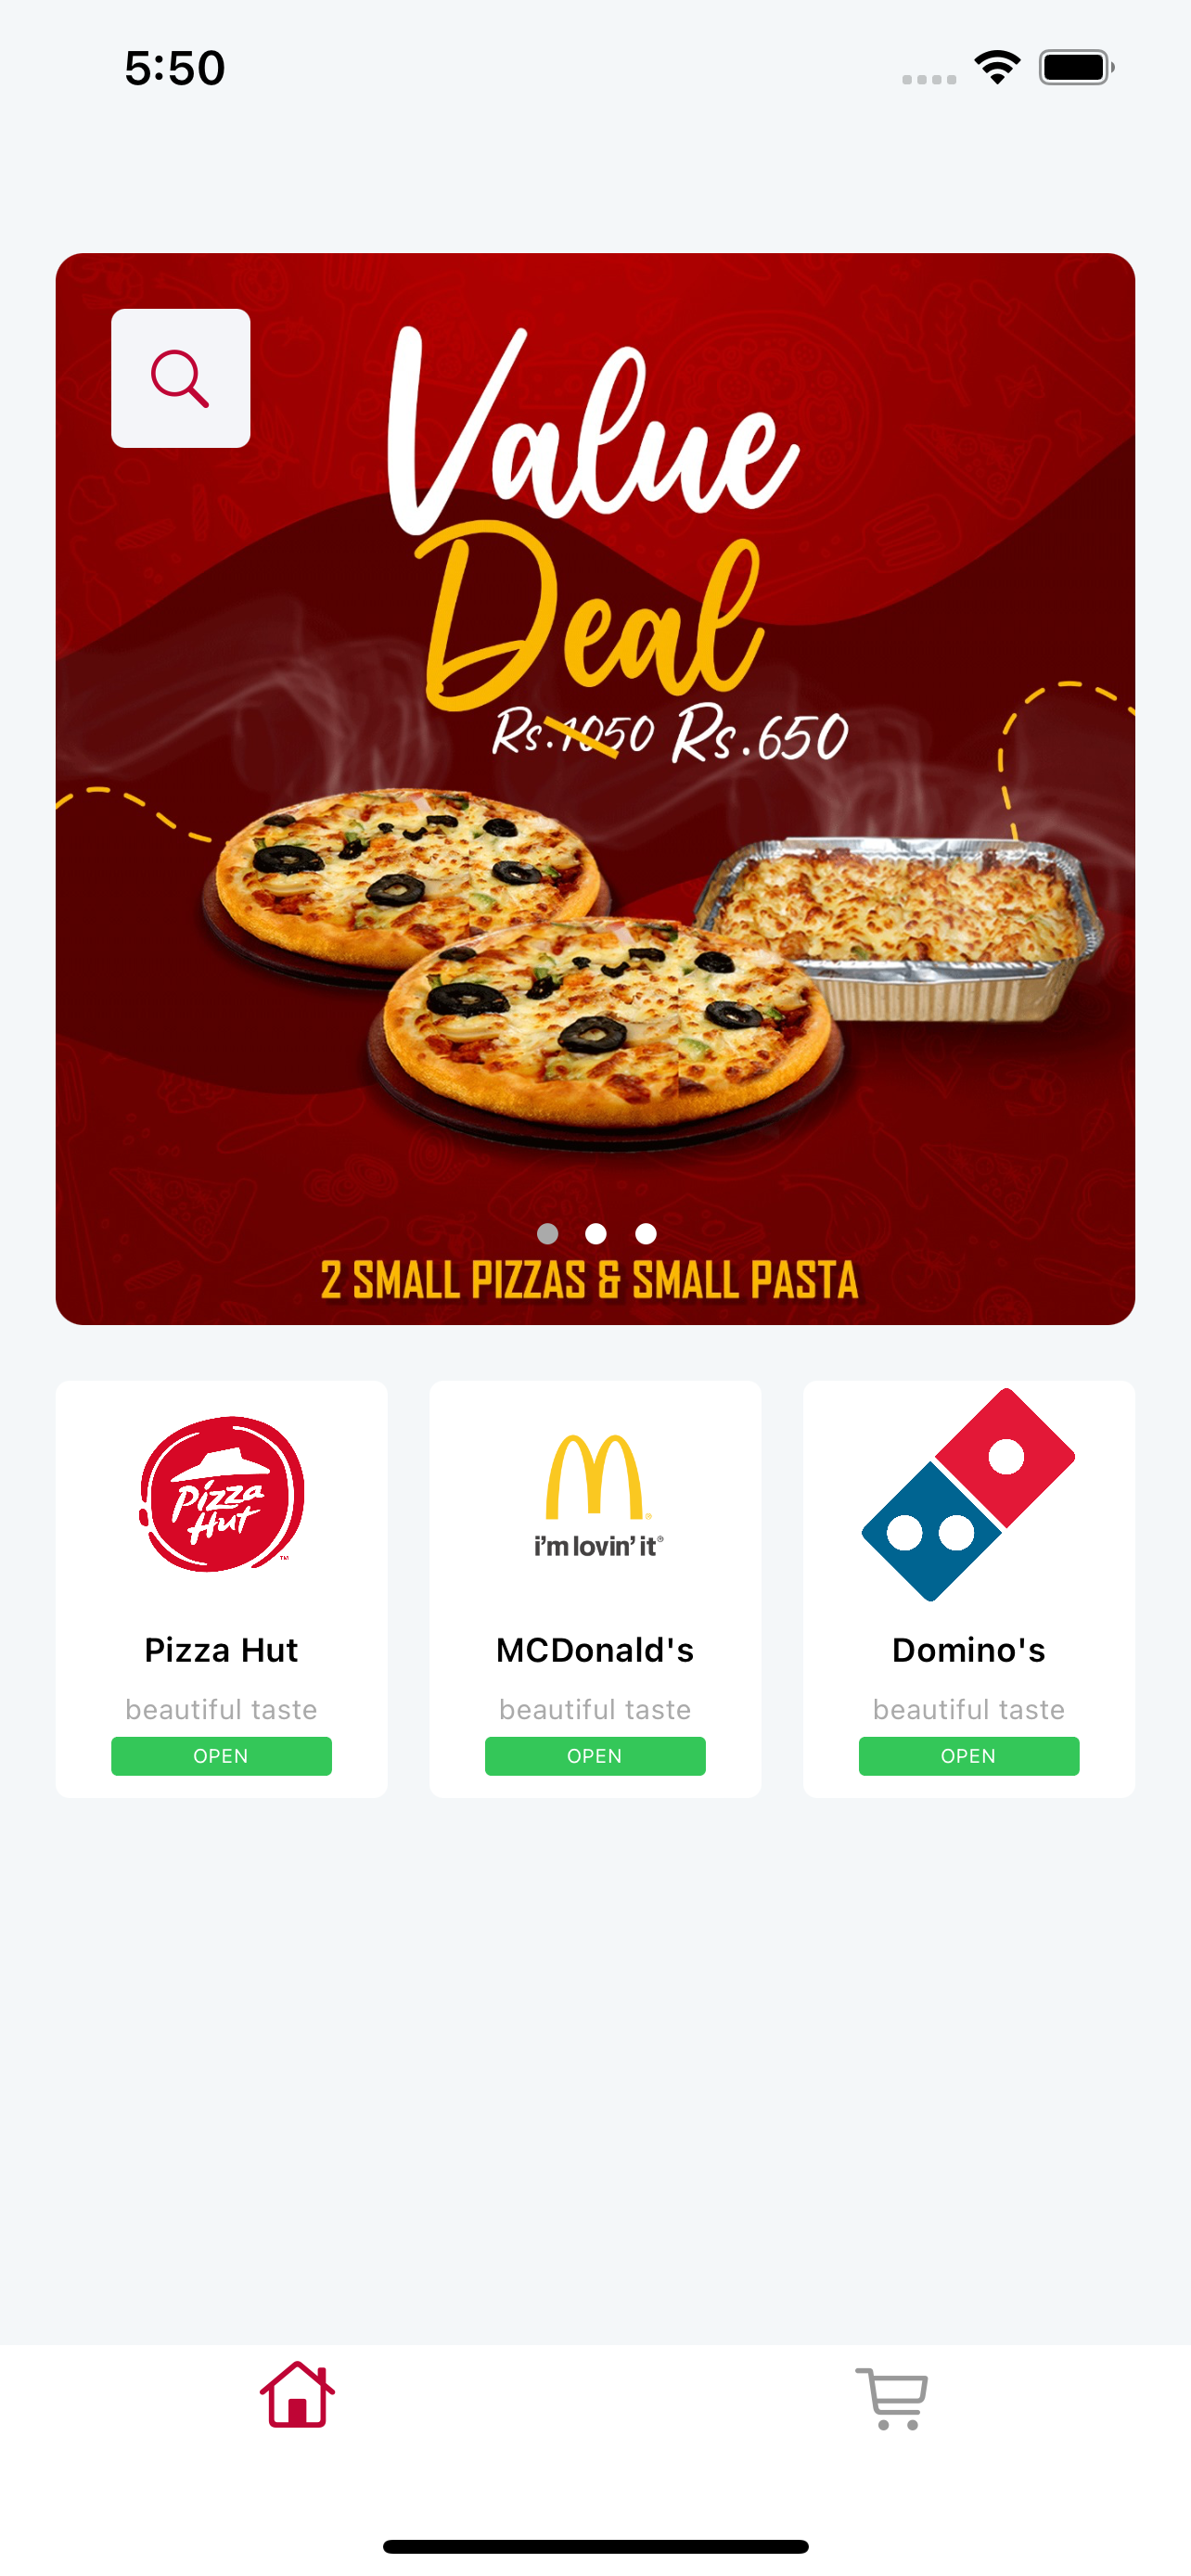 5:50
Value
Deal
Rs.1050 Rs.650
2 SMALL PIZZAS & SMALL PASTA
Pizza
Hut
™
i'm lovin' it®
Pizza Hut
MCDonald's
Domino's
beautiful taste
beautiful taste
beautiful taste
OPEN
OPEN
OPEN